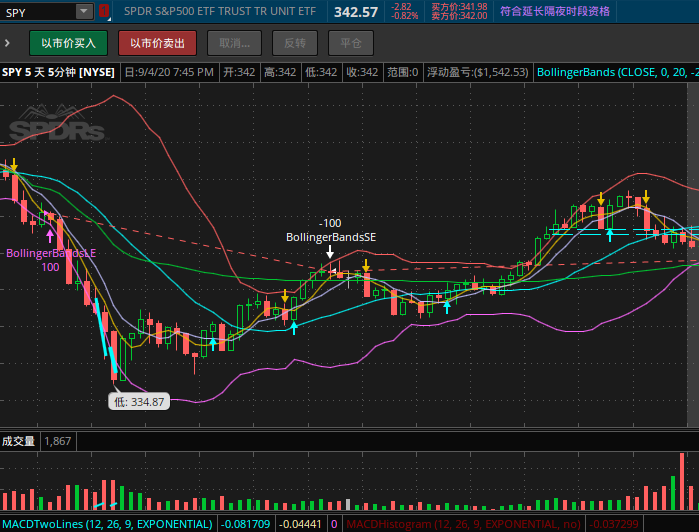 SPY
SPDR S&P500 ETF TRUST TR UNIT ETF
342.57
-2.82
-0.82%
买方价:341.98
卖方价:342.00
符合延长隔夜时段资格
以市价买入
以市价卖出
取消...
反转
平仓
SPY 5 天 5分钟 [NYSE]
日:9/4/20 7:45 PM
开:342
高:342
低:342
收:342
范围:0
浮动盈亏:($1,542.53)
BollingerBands (CLOSE, 0, 20, -2
SPDRs
-100
BollingerBandsSE
BollingerBandsLE
100
低: 334.87
成交量
1,867
MACDTwoLines (12, 26, 9, EXPONENTIAL)
-0.081709
-0.04441
0
MACDHistogram (12, 26, 9, EXPONENTIAL, no)
-0.037299